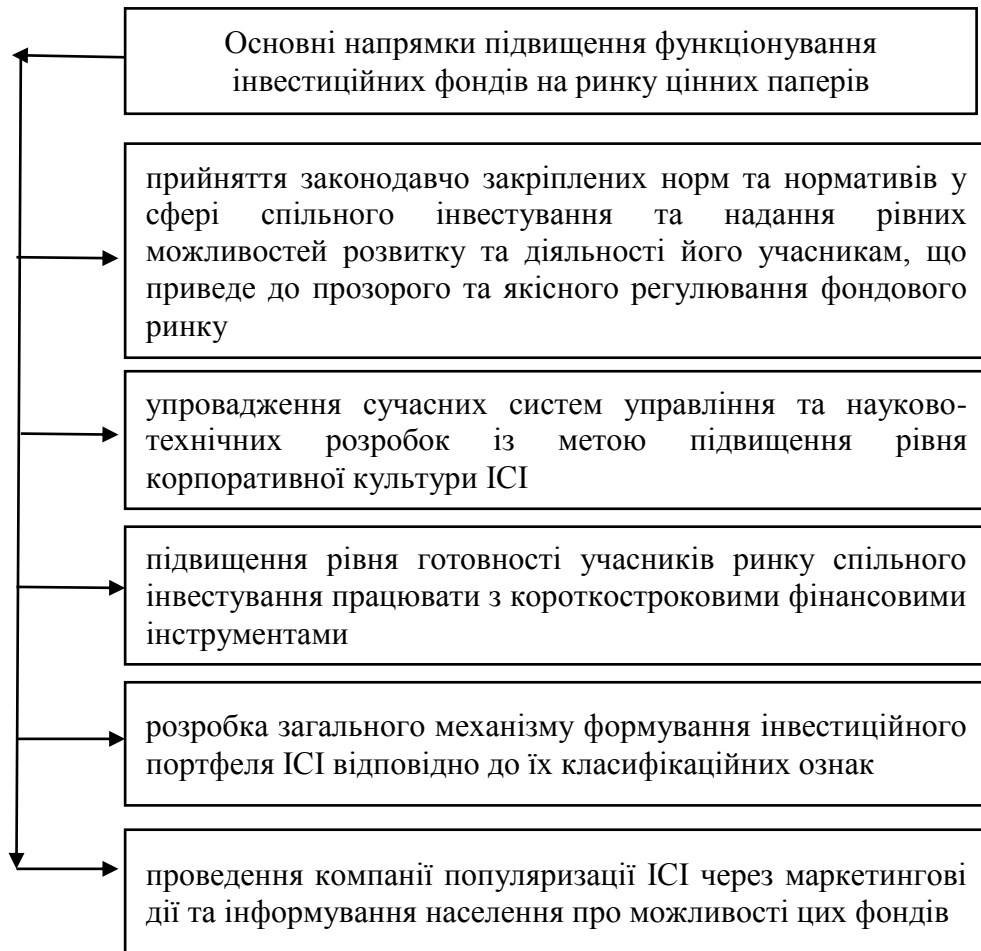 Основні напрямки підвищення функціонування
інвестиційних фондів на ринку цінних паперів
прийняття законодавчо закріплених норм та нормативів у
сфері спільного інвестування та надання рівних
можливостей розвитку та діяльності його учасникам, що
приведе до прозорого та якісного регулювання фондового
ринку
упровадження сучасних систем управління та науково-
технічних розробок із метою підвищення рівня
корпоративної культури ІСІ
підвищення рівня готовності учасників ринку спільного
інвестування працювати з короткостроковими фінансовими
інструментами
розробка загального механізму формування інвестиційного
портфеля ІСІ відповідно до їх класифікаційних ознак
проведення компанії популяризації ІСІ через маркетингові
дії та інформування населення про можливості цих фондів